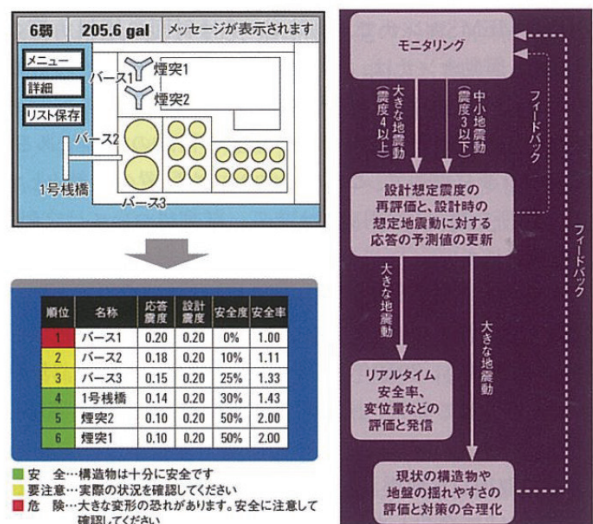 6弱 205.6 gal メッセージが表示されます
メニュー
詳細
リスト保存
バース1
煙突1
煙突2
バース2
1号桟橋
バース3
順位 名称 応答震度 設計震度 安全度 安全率
1 バース1 0.20 0.20 0% 1.00
2 バース2 0.18 0.20 10% 1.11
3 バース3 0.15 0.20 25% 1.33
4 1号桟橋 0.14 0.20 30% 1.43
5 煙突2 0.10 0.20 50% 2.00
6 煙突1 0.10 0.20 50% 2.00
安 全…構造物は十分に安全です
要注意…実際の状況を確認してください
危 険…大きな変形の恐れがあります。安全に注意して
確認してください
モニタリング
大きな地震動
(震度4以上)
中小地震動
(震度3以下)
フィードバック
設計想定震度の
再評価と、設計時の
想定地震動に対する
応答の予測値の更新
フィードバック
大きな地震動
大きな地震動
リアルタイム
安全率、
変位量などの
評価と発信
現状の構造物や
地盤の揺れやすさの
評価と対策の合理化